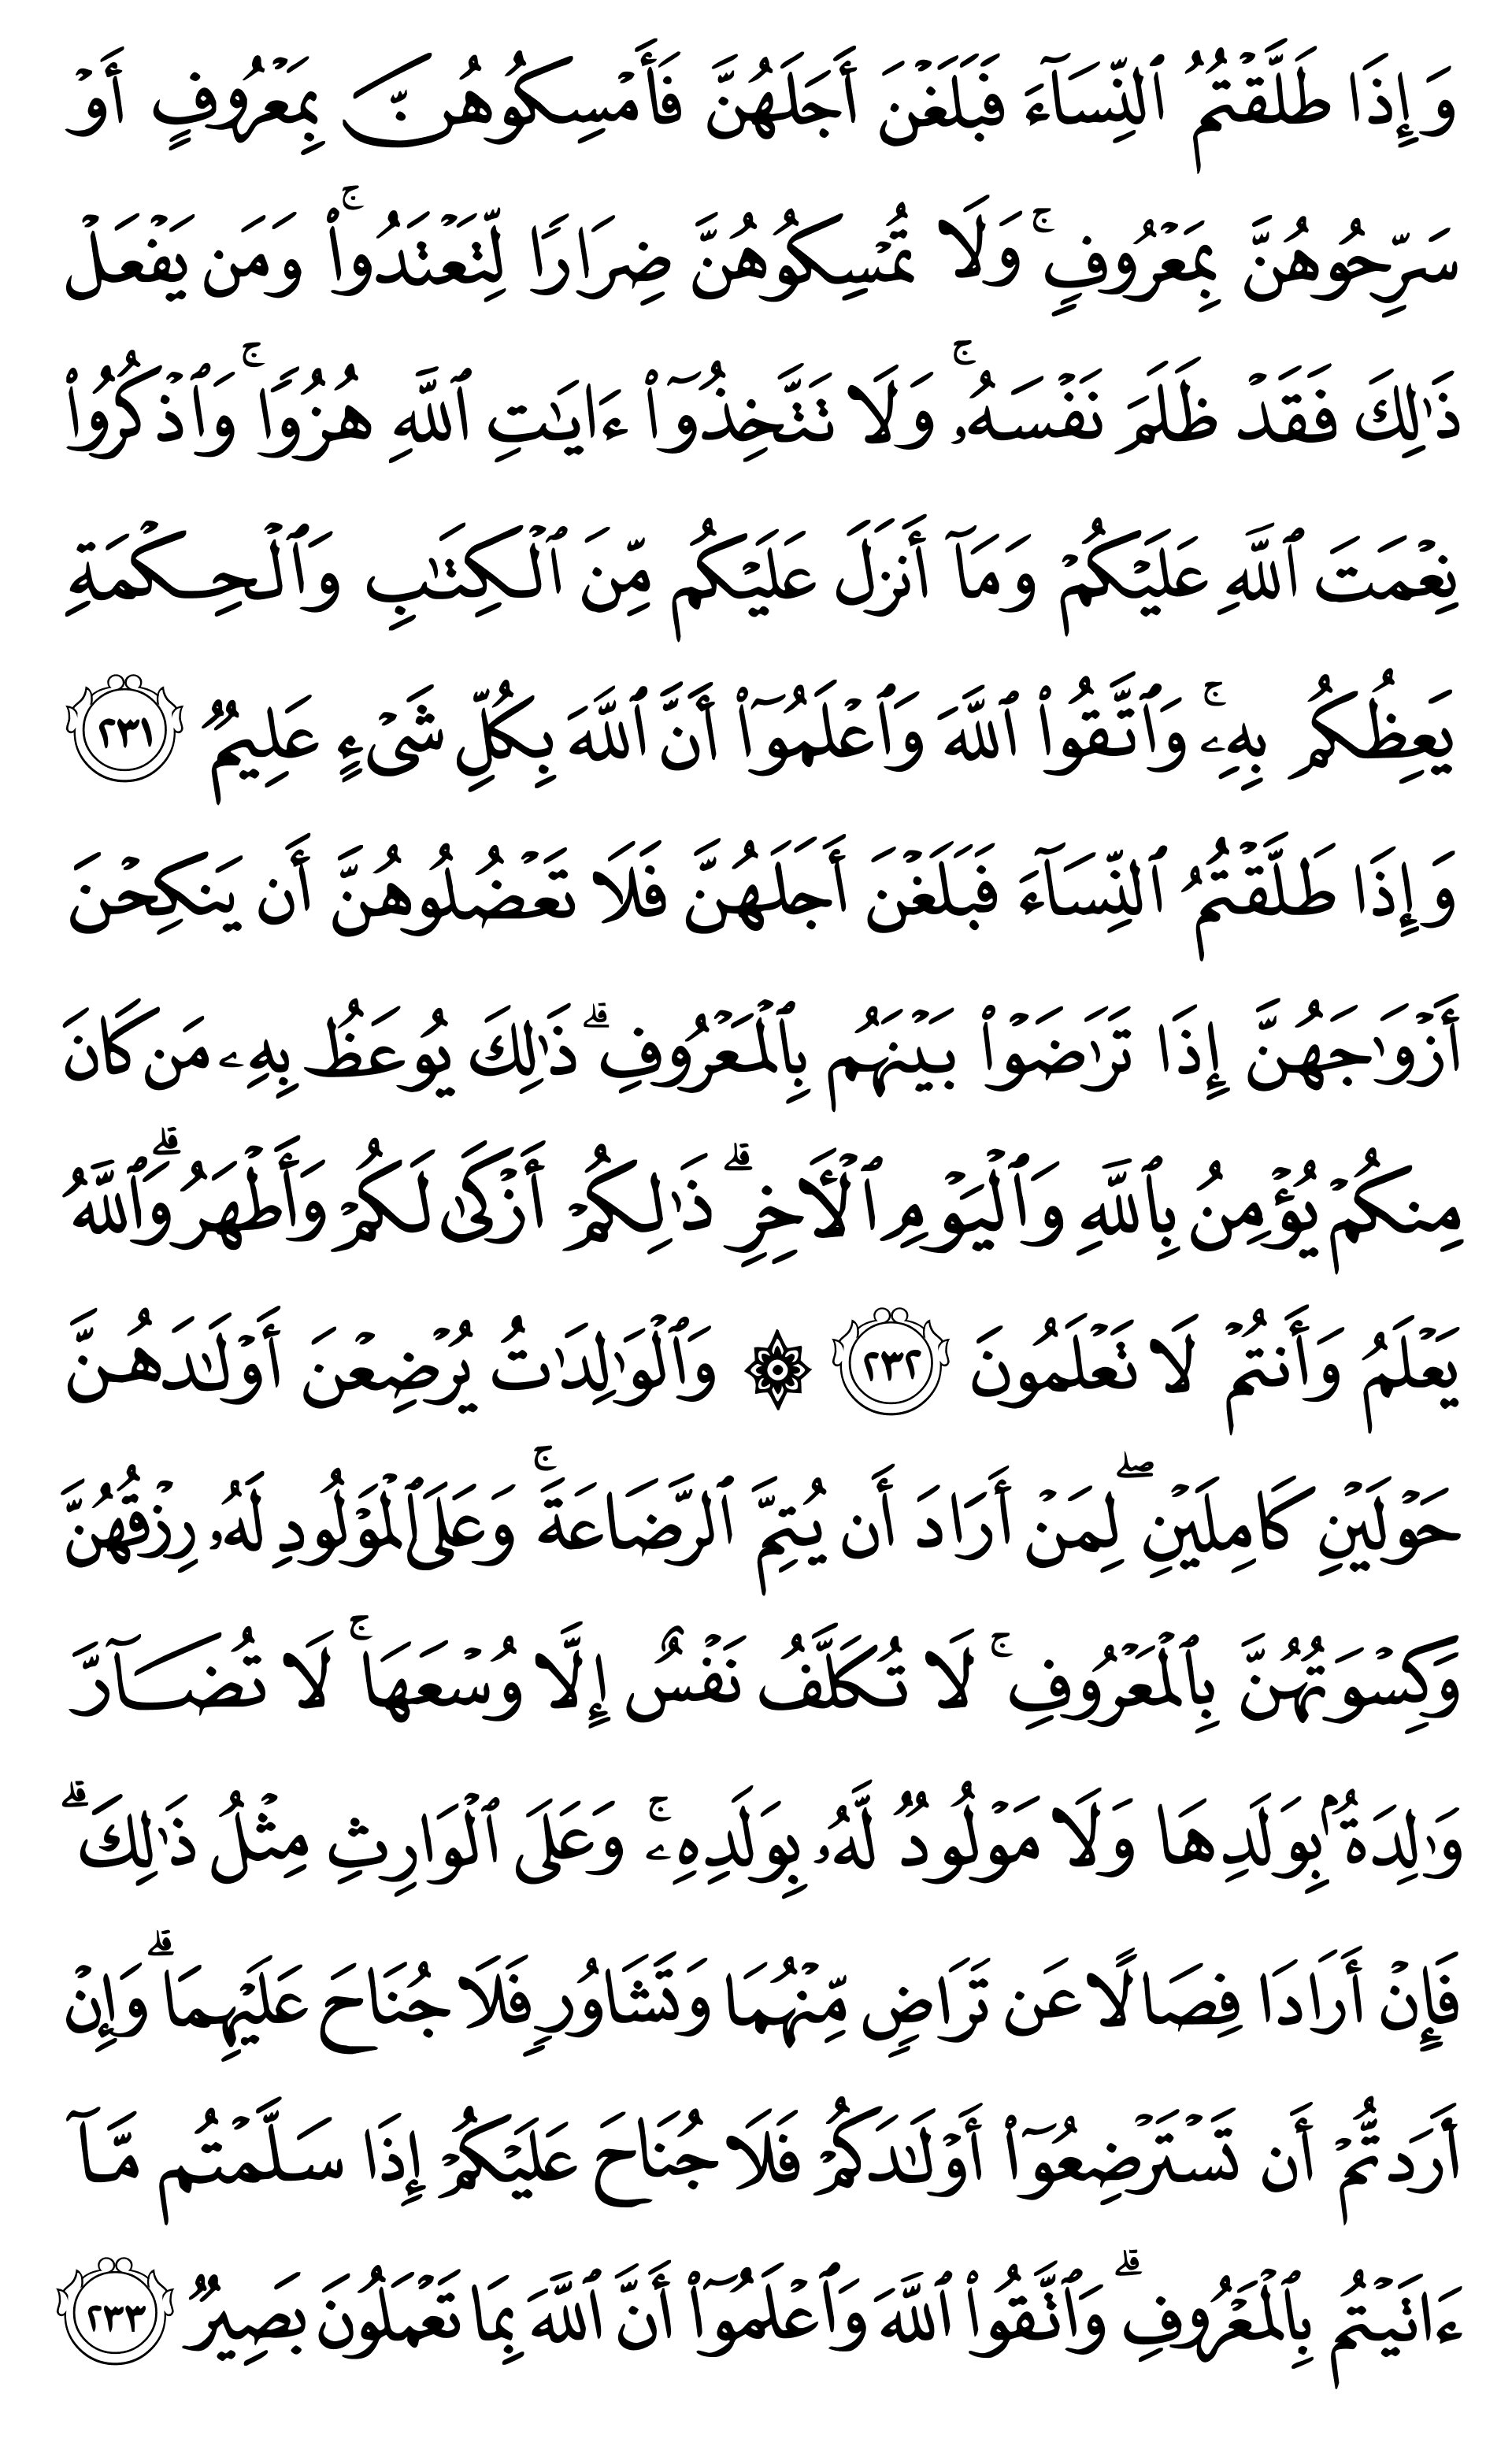 وَإِذَا طَلَّقْتُمُ ٱلنِّسَآءَ فَبَلَغْنَ أَجَلَهُنَّ فَأَمْسِكُوهُنَّ بِمَعْرُوفٍ أَوْ
سَرِّحُوهُنَّ بِمَعْرُوفٍۚ وَلَا تُمْسِكُوهُنَّ ضِرَارًا لِّتَعْتَدُوا۟ۚ وَمَن يَفْعَلْ
ذَٰلِكَ فَقَدْ ظَلَمَ نَفْسَهُۥۚ وَلَا تَتَّخِذُوٓا۟ ءَايَـٰتِ ٱللَّهِ هُزُوًاۚ وَٱذْكُرُوا۟
نِعْمَتَ ٱللَّهِ عَلَيْكُمْ وَمَآ أَنزَلَ عَلَيْكُم مِّنَ ٱلْكِتَـٰبِ وَٱلْحِكْمَةِ
يَعِظُكُم بِهِۦۚ وَٱتَّقُوا۟ ٱللَّهَ وَٱعْلَمُوٓا۟ أَنَّ ٱللَّهَ بِكُلِّ شَىْءٍ عَلِيمٌ ٢٣١
وَإِذَا طَلَّقْتُمُ ٱلنِّسَآءَ فَبَلَغْنَ أَجَلَهُنَّ فَلَا تَعْضُلُوهُنَّ أَن يَنكِحْنَ
أَزْوَٰجَهُنَّ إِذَا تَرَٰضَوْا۟ بَيْنَهُم بِٱلْمَعْرُوفِۗ ذَٰلِكَ يُوعَظُ بِهِۦ مَن كَانَ
مِنكُمْ يُؤْمِنُ بِٱللَّهِ وَٱلْيَوْمِ ٱلْـَٔاخِرِۗ ذَٰلِكُمْ أَزْكَىٰ لَكُمْ وَأَطْهَرُۗ وَٱللَّهُ
يَعْلَمُ وَأَنتُمْ لَا تَعْلَمُونَ ٢٣٢ ۞ وَٱلْوَٰلِدَٰتُ يُرْضِعْنَ أَوْلَـٰدَهُنَّ
حَوْلَيْنِ كَامِلَيْنِۖ لِمَنْ أَرَادَ أَن يُتِمَّ ٱلرَّضَاعَةَۚ وَعَلَى ٱلْمَوْلُودِ لَهُۥ رِزْقُهُنَّ
وَكِسْوَتُهُنَّ بِٱلْمَعْرُوفِۚ لَا تُكَلَّفُ نَفْسٌ إِلَّا وُسْعَهَاۚ لَا تُضَآرَّ
وَٰلِدَةٌۢ بِوَلَدِهَا وَلَا مَوْلُودٌ لَّهُۥ بِوَلَدِهِۦۚ وَعَلَى ٱلْوَارِثِ مِثْلُ ذَٰلِكَۗ
فَإِنْ أَرَادَا فِصَالًا عَن تَرَاضٍ مِّنْهُمَا وَتَشَاوُرٍ فَلَا جُنَاحَ عَلَيْهِمَاۗ وَإِنْ
أَرَدتُّمْ أَن تَسْتَرْضِعُوٓا۟ أَوْلَـٰدَكُمْ فَلَا جُنَاحَ عَلَيْكُمْ إِذَا سَلَّمْتُم مَّآ
ءَاتَيْتُم بِٱلْمَعْرُوفِۗ وَٱتَّقُوا۟ ٱللَّهَ وَٱعْلَمُوٓا۟ أَنَّ ٱللَّهَ بِمَا تَعْمَلُونَ بَصِيرٌ ٢٣٣